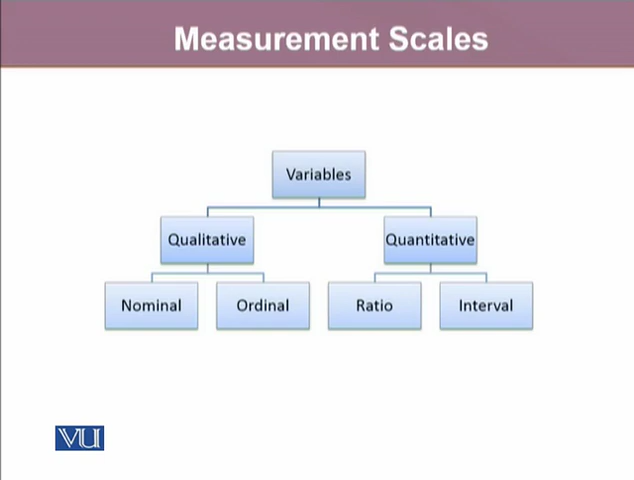 Measurement Scales
Variables
Qualitative
Quantitative
Nominal
Ordinal
Ratio
Interval
VU